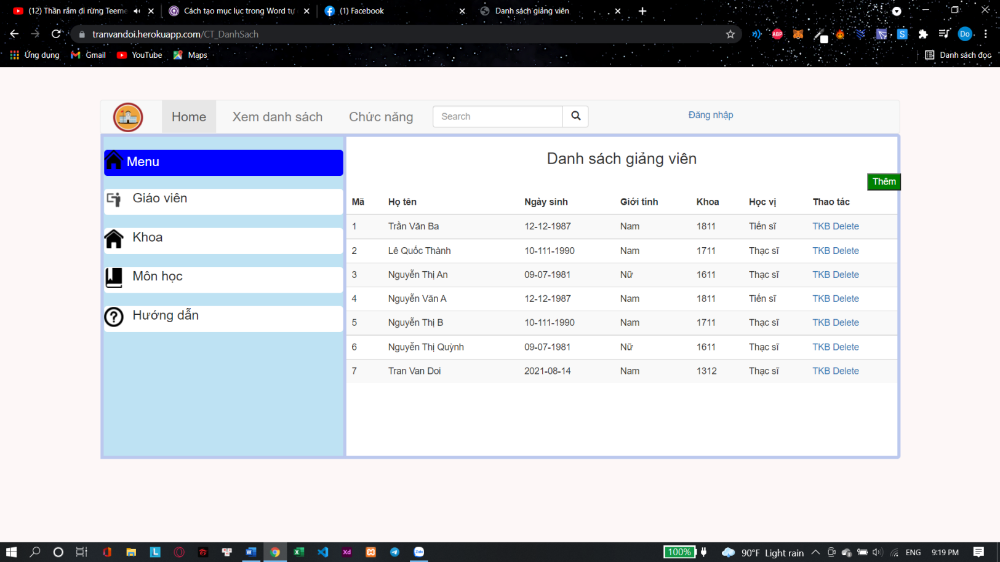 (12) Thần rắm đi rừng Teeme
Cách tạo mục lục trong Word tự
(1) Facebook
Danh sách giảng viên
tranvandoi.herokuapp.com/CT_DanhSach
ABP
S
Do
Ứng dụng
Gmail
YouTube
Maps
Danh sách đọc
Home
Xem danh sách
Chức năng
Search
Đăng nhập
Menu
Giáo viên
Khoa
Môn học
Hướng dẫn
Danh sách giảng viên
Thêm
Mã Họ tên Ngày sinh Giới tính Khoa Học vị Thao tác
1 Trần Văn Ba 12-12-1987 Nam 1811 Tiến sĩ TKB Delete
2 Lê Quốc Thành 10-111-1990 Nam 1711 Thạc sĩ TKB Delete
3 Nguyễn Thị An 09-07-1981 Nữ 1611 Thạc sĩ TKB Delete
4 Nguyễn Văn A 12-12-1987 Nam 1811 Tiến sĩ TKB Delete
5 Nguyễn Thị B 10-111-1990 Nam 1711 Thạc sĩ TKB Delete
6 Nguyễn Thị Quỳnh 09-07-1981 Nữ 1611 Thạc sĩ TKB Delete
7 Tran Van Doi 2021-08-14 Nam 1312 Thạc sĩ TKB Delete
L
Xd
Zalo
100%
90°F Light rain
ENG
9:19 PM